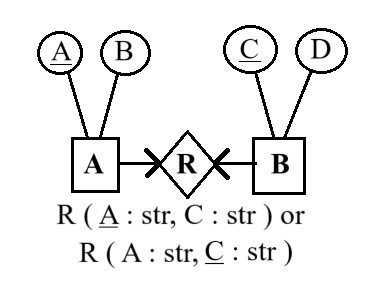 A B C D
A R B
R ( A : str, C : str ) or
R ( A : str, C : str )